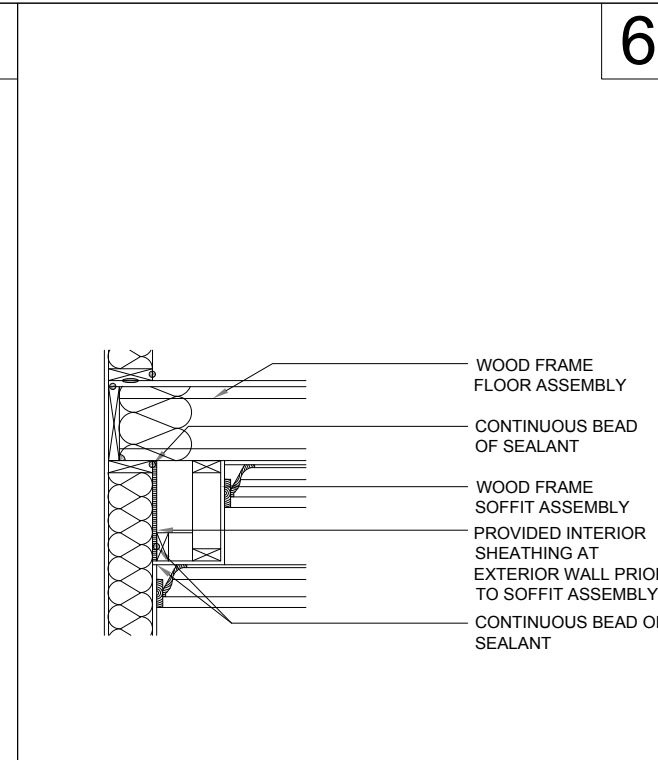 6
WOOD FRAME
FLOOR ASSEMBLY
CONTINUOUS BEAD
OF SEALANT
WOOD FRAME
SOFFIT ASSEMBLY
PROVIDED INTERIOR
SHEATHING AT
EXTERIOR WALL PRIOR
TO SOFFIT ASSEMBLY
CONTINUOUS BEAD OF
SEALANT